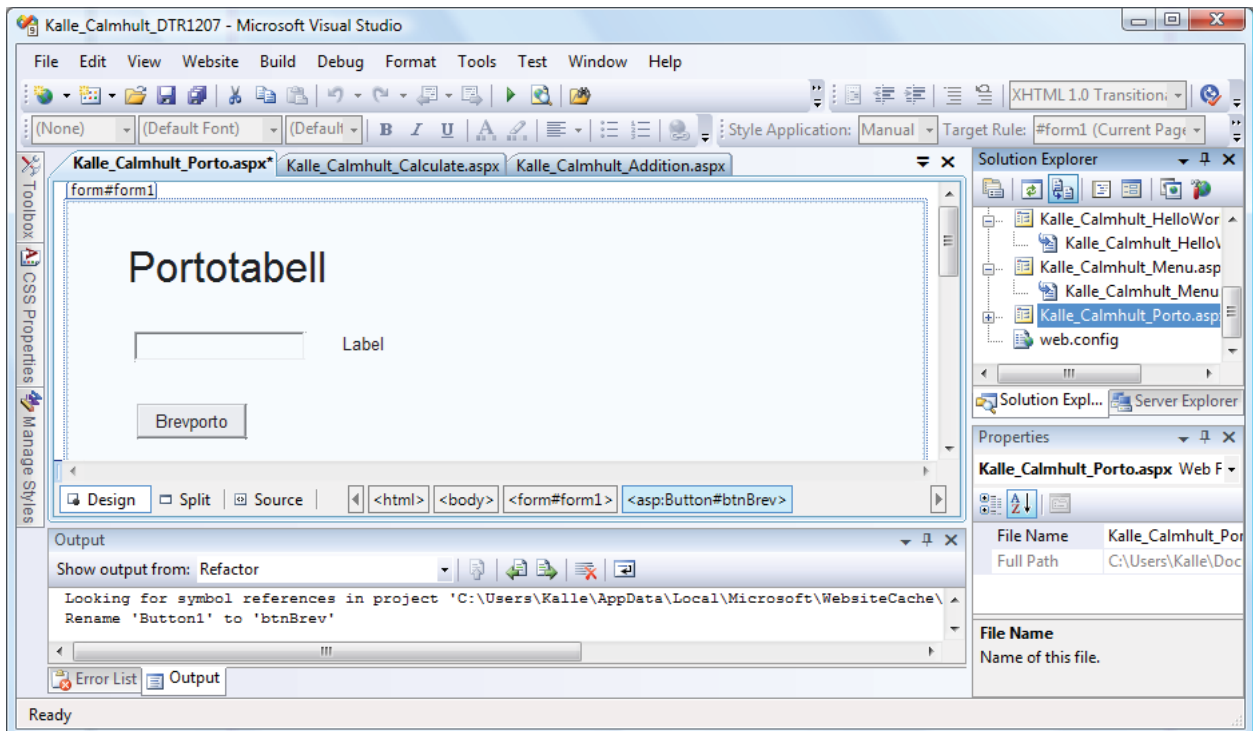 Kalle_Calmhult_DTR1207 - Microsoft Visual Studio
File Edit View Website Build Debug Format Tools Test Window Help
XHTML 1.0 Transition
(None) (Default Font) (Default B I U A Style Application: Manual Target Rule: #form1 (Current Page
Toolbox
CSS Properties
Manage Styles
Kalle_Calmhult_Porto.aspx* Kalle_Calmhult_Calculate.aspx Kalle_Calmhult_Addition.aspx
form#form1
Portotabell
Label
Brevporto
Design Split Source <html> <body> <form#form1> <asp:Button#btnBrev>
Output
Show output from: Refactor
Looking for symbol references in project 'C:\Users\Kalle\AppData\Local\Microsoft\WebsiteCache\
Rename 'Button1' to 'btnBrev'
Error List Output
Solution Explorer
Kalle_Calmhult_HelloWor
Kalle_Calmhult_Hello
Kalle_Calmhult_Menu.asp
Kalle_Calmhult_Menu
Kalle_Calmhult_Porto.asp
web.config
Solution Expl... Server Explorer
Properties
Kalle_Calmhult_Porto.aspx Web F
File Name Kalle_Calmhult_Por
Full Path C:\Users\Kalle\Doc
File Name
Name of this file.
Ready